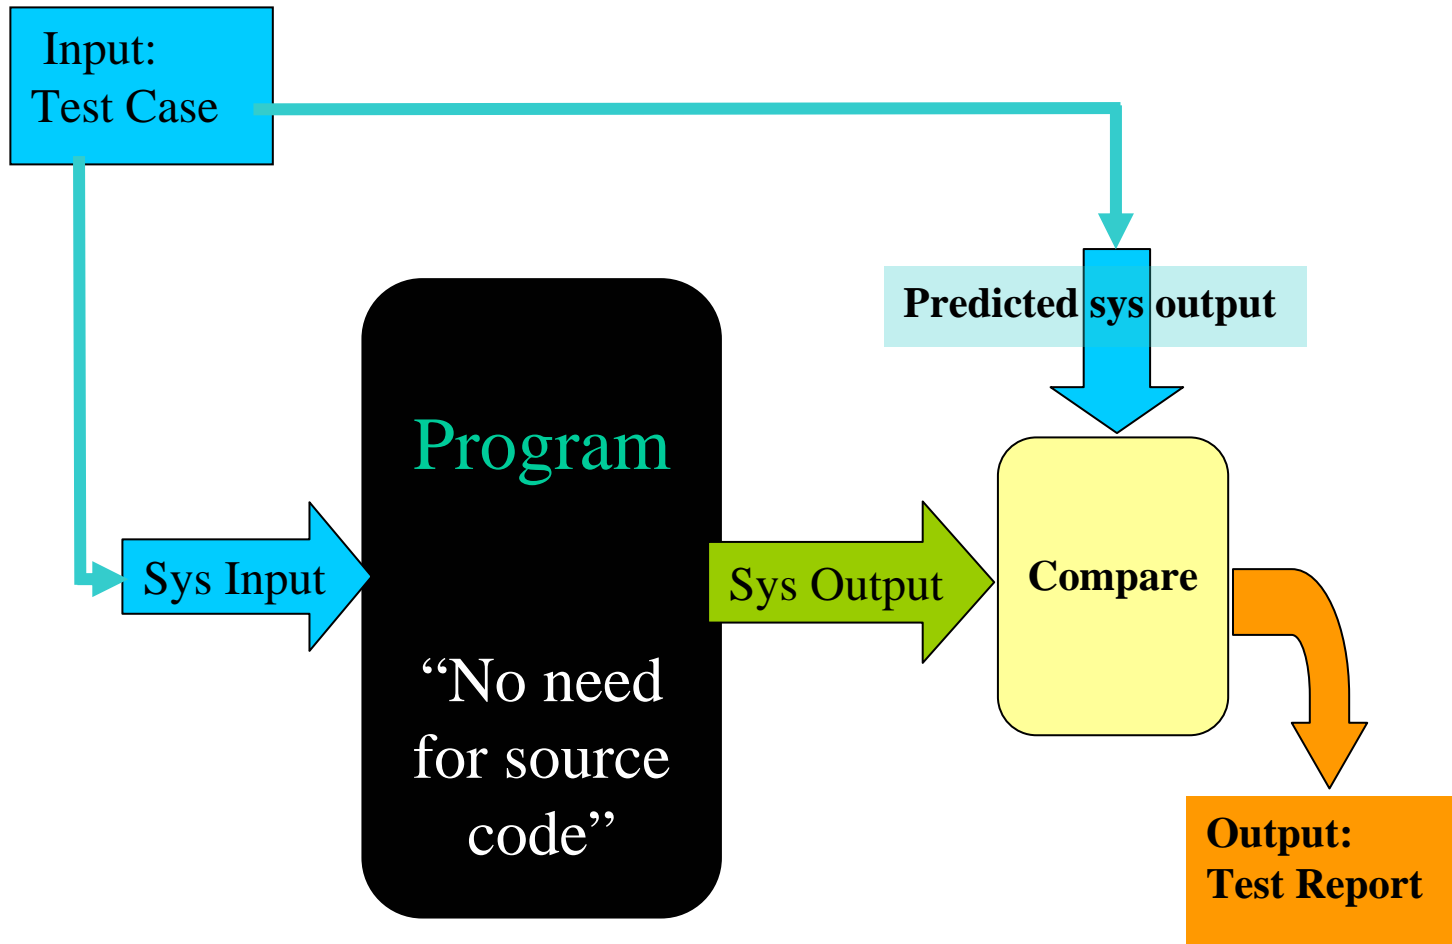 Input:
Test Case
Predicted sys output
Program
Sys Input
Sys Output
Compare
“No need
for source
code”
Output:
Test Report